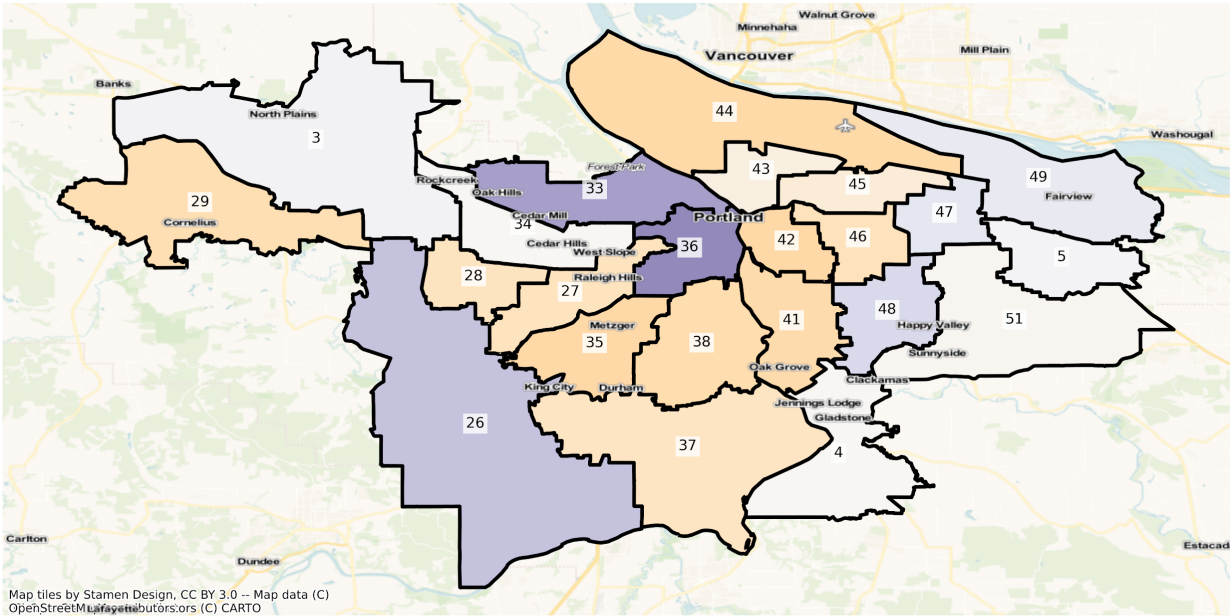 Walnut Grove
Minnehaha
Vancouver
Mill Plain
Banks
North Plains
44
Washougal
3
43
Forest Park
Rockcreek
33
45
49
Oak Hills
Fairview
29
Cornelius
Cedar Mill
Portland
47
34
Cedar Hills
36
42
46
West Slope
5
28
Raleigh Hills
27
48
Happy Valley
51
Metzger
35
38
41
Sunnyside
Oak Grove
King City
Durham
Clackamas
Jennings Lodge
Gladstone
26
37
4
Carlton
Dundee
Estacad
Map tiles by Stamen Design, CC BY 3.0 -- Map data (C)
OpenStreetMap contributors.ors (C) CARTO
Lafayette